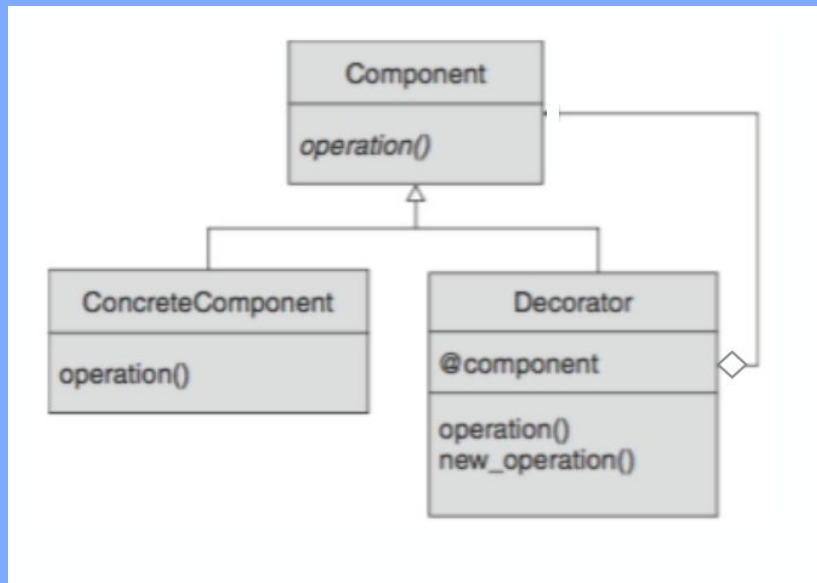 Component
operation()
ConcreteComponent
operation()
Decorator
@component
operation()
new_operation()